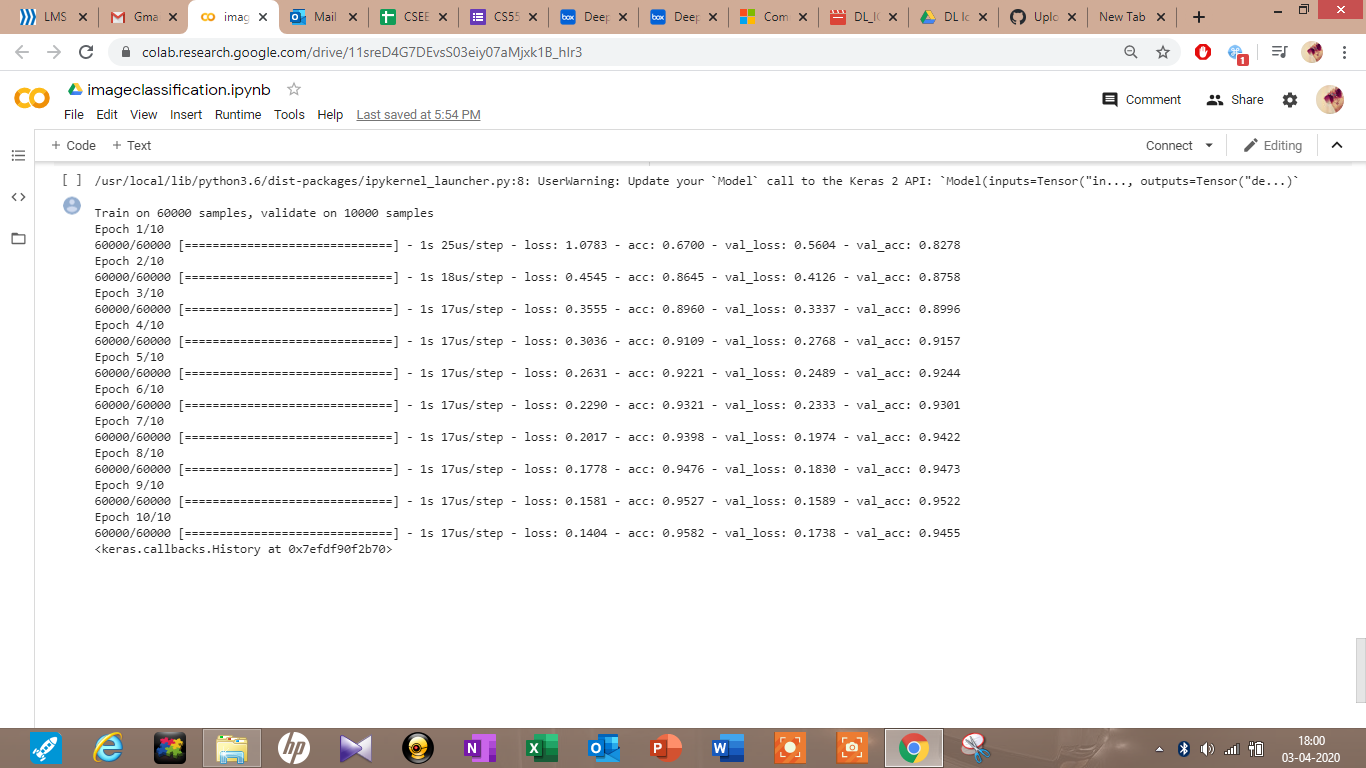 LMS
Gma
imag
Mail
CSEE
CS55
Deep
Deep
Com
DL_IC
DL Ic
Uplo
New Tab
colab.research.google.com/drive/11sreD4G7DEvsS03eiy07aMjxk1B_hIr3
1
CO
imageclassification.ipynb
File Edit View Insert Runtime Tools Help Last saved at 5:54 PM
Comment Share
+ Code + Text
Connect Editing
[ ] /usr/local/lib/python3.6/dist-packages/ipykernel_launcher.py:8: UserWarning: Update your `Model` call to the Keras 2 API: `Model(inputs=Tensor("in..., outputs=Tensor("de...)`
Train on 60000 samples, validate on 10000 samples
Epoch 1/10
60000/60000 [==============================] - 1s 25us/step - loss: 1.0783 - acc: 0.6700 - val_loss: 0.5604 - val_acc: 0.8278
Epoch 2/10
60000/60000 [==============================] - 1s 18us/step - loss: 0.4545 - acc: 0.8645 - val_loss: 0.4126 - val_acc: 0.8758
Epoch 3/10
60000/60000 [==============================] - 1s 17us/step - loss: 0.3555 - acc: 0.8960 - val_loss: 0.3337 - val_acc: 0.8996
Epoch 4/10
60000/60000 [==============================] - 1s 17us/step - loss: 0.3036 - acc: 0.9109 - val_loss: 0.2768 - val_acc: 0.9157
Epoch 5/10
60000/60000 [==============================] - 1s 17us/step - loss: 0.2631 - acc: 0.9221 - val_loss: 0.2489 - val_acc: 0.9244
Epoch 6/10
60000/60000 [==============================] - 1s 17us/step - loss: 0.2290 - acc: 0.9321 - val_loss: 0.2333 - val_acc: 0.9301
Epoch 7/10
60000/60000 [==============================] - 1s 17us/step - loss: 0.2017 - acc: 0.9398 - val_loss: 0.1974 - val_acc: 0.9422
Epoch 8/10
60000/60000 [==============================] - 1s 17us/step - loss: 0.1778 - acc: 0.9476 - val_loss: 0.1830 - val_acc: 0.9473
Epoch 9/10
60000/60000 [==============================] - 1s 17us/step - loss: 0.1581 - acc: 0.9527 - val_loss: 0.1589 - val_acc: 0.9522
Epoch 10/10
60000/60000 [==============================] - 1s 17us/step - loss: 0.1404 - acc: 0.9582 - val_loss: 0.1738 - val_acc: 0.9455
<keras.callbacks.History at 0x7efdf90f2b70>
18:00
03-04-2020